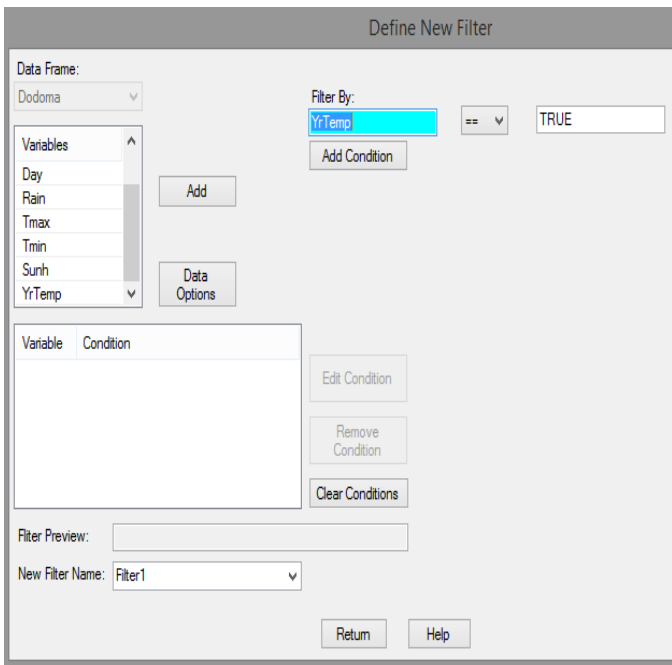 Define New Filter
Data Frame:
Dodoma
Filter By:
YrTemp
==
TRUE
Add Condition
Variables
Day
Rain
Tmax
Tmin
Sunh
YrTemp
Add
Data
Options
Variable Condition
Edit Condition
Remove
Condition
Clear Conditions
Fliter Preview:
New Filter Name: Filter1
Return Help